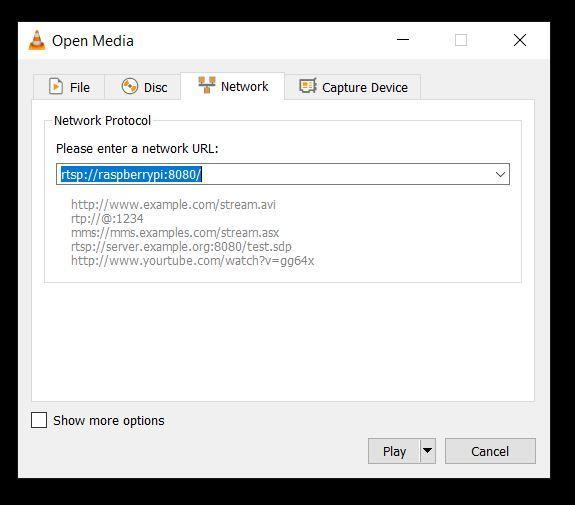 Open Media
File Disc Network Capture Device
Network Protocol
Please enter a network URL:
rtsp://raspberrypi:8080/
http://www.example.com/stream.avi
rtp://@:1234
mms://mms.examples.com/stream.asx
rtsp://server.example.org:8080/test.sdp
http://www.yourtube.com/watch?v=gg64x
Show more options
Play Cancel